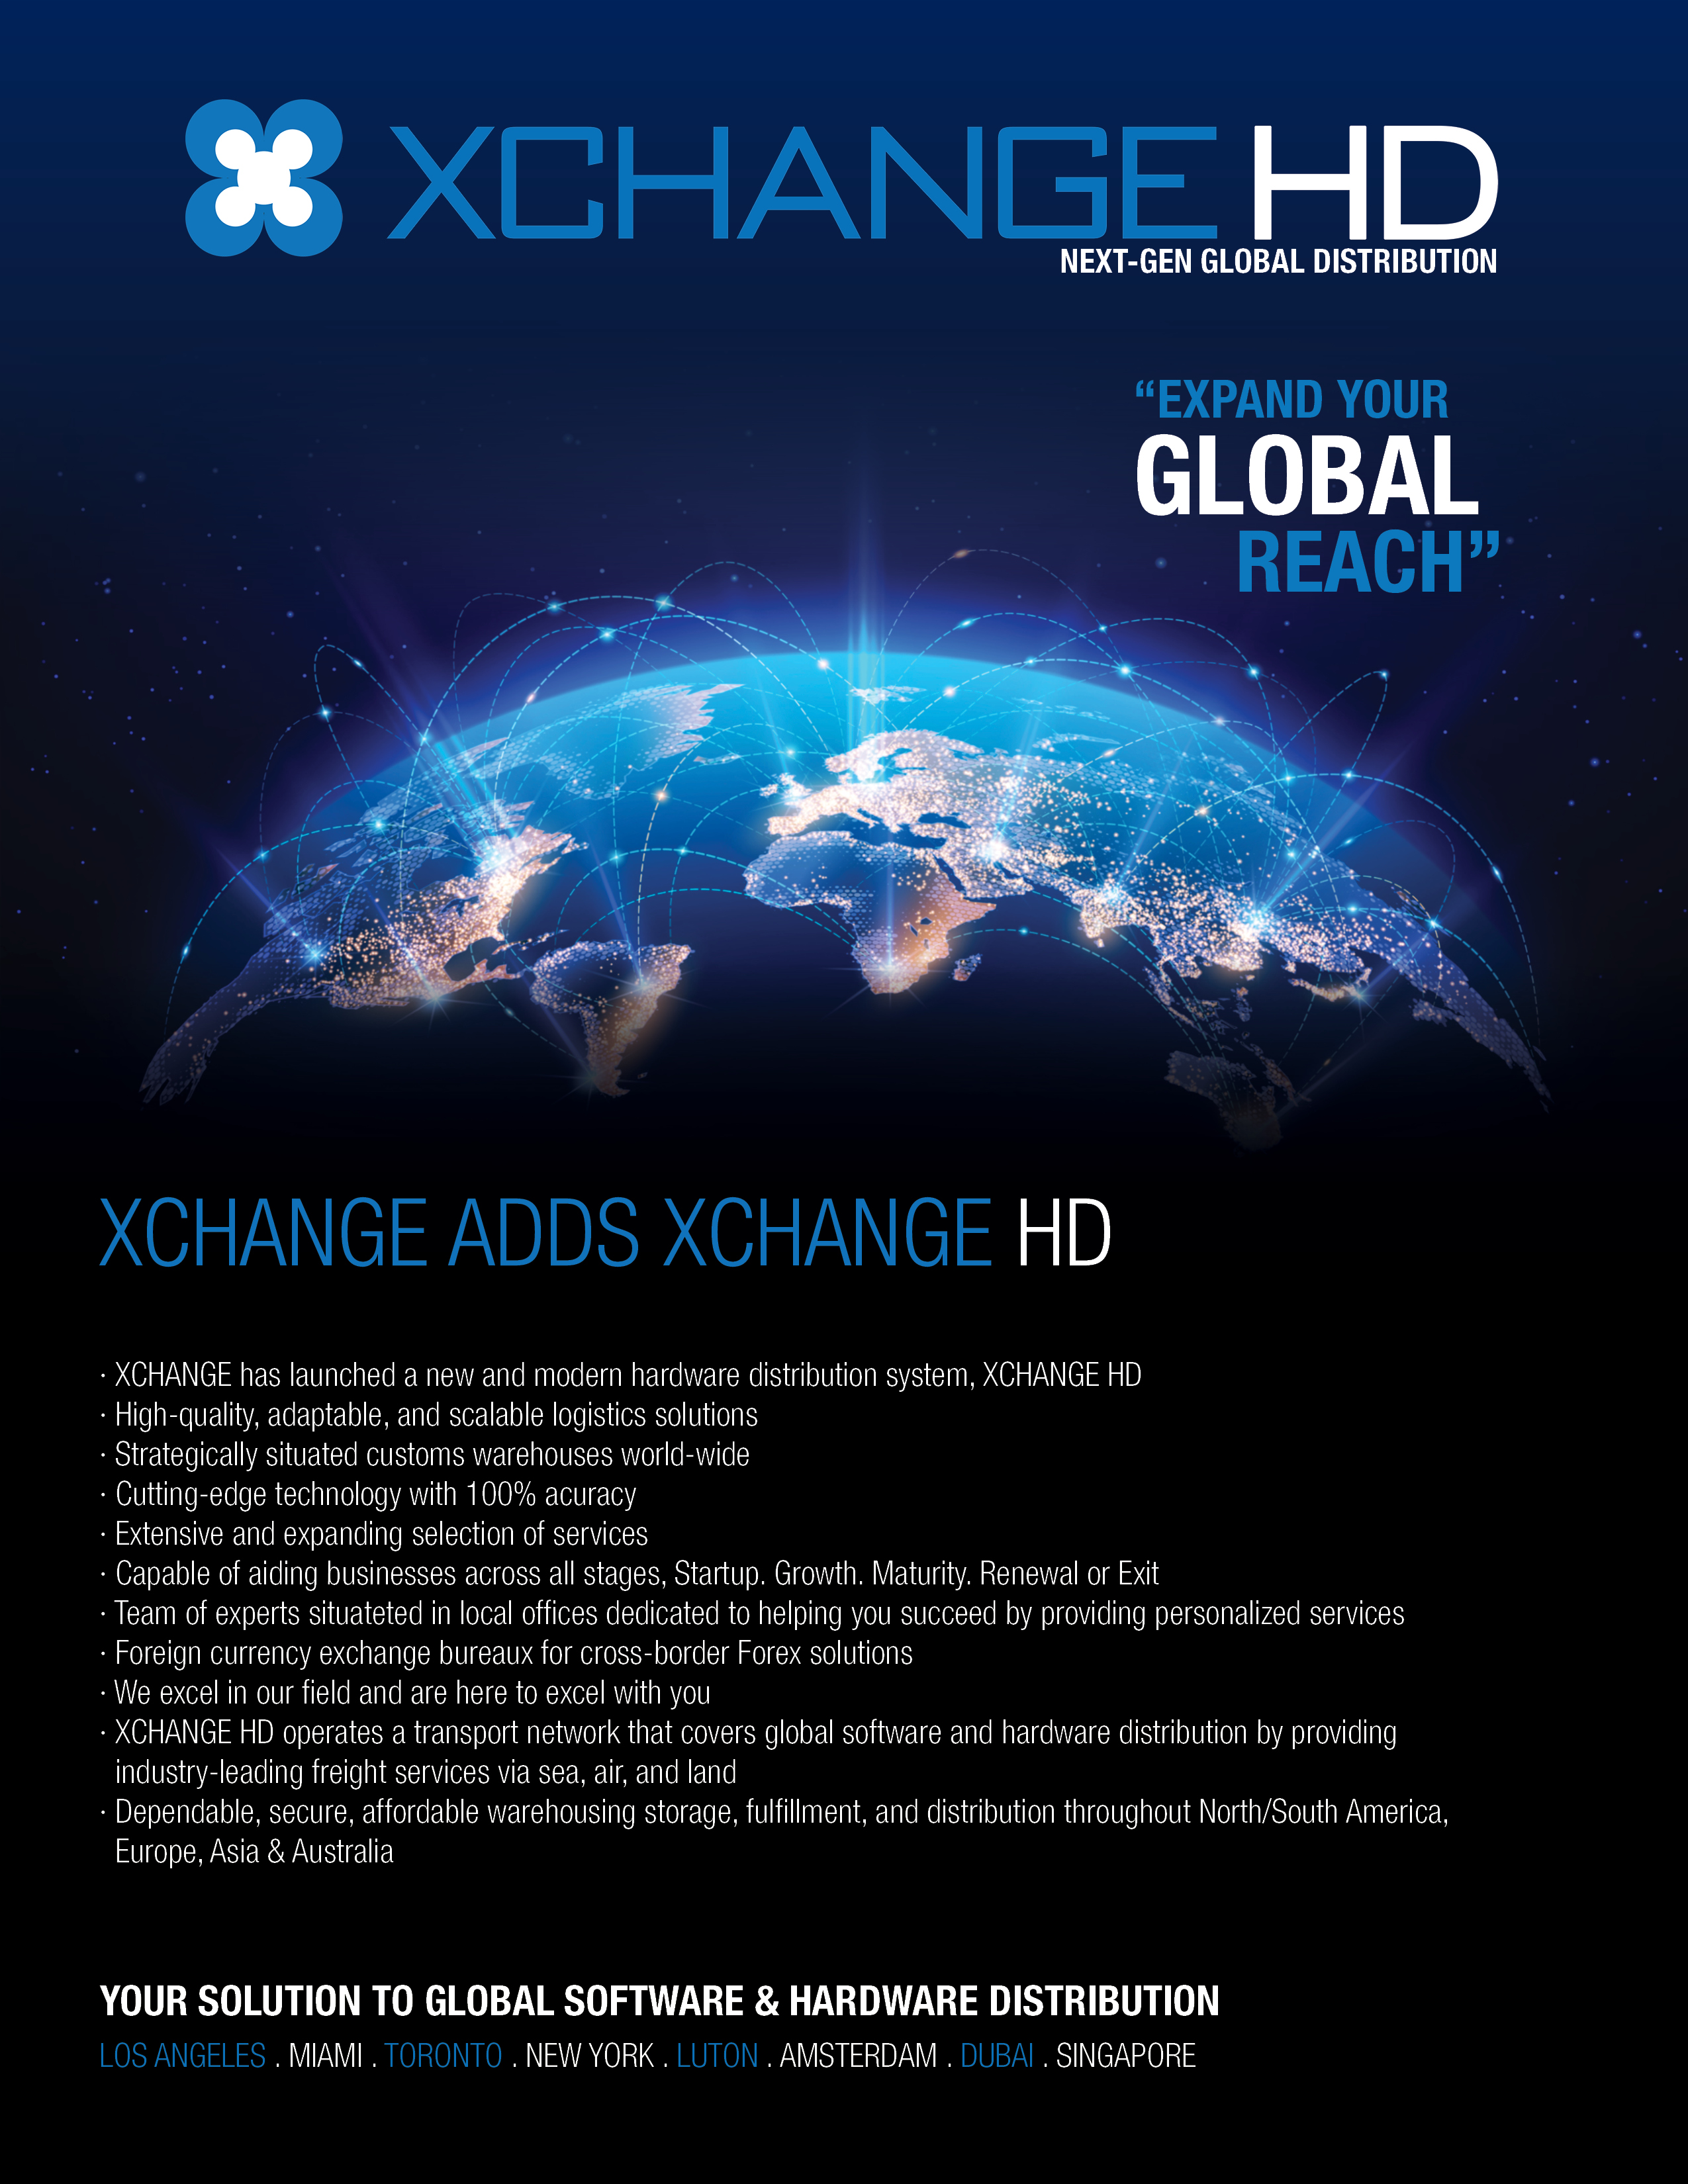 XCHANGE HD
NEXT-GEN GLOBAL DISTRIBUTION
“EXPAND YOUR
GLOBAL
REACH”
XCHANGE ADDS XCHANGE HD
· XCHANGE has launched a new and modern hardware distribution system, XCHANGE HD
· High-quality, adaptable, and scalable logistics solutions
· Strategically situated customs warehouses world-wide
· Cutting-edge technology with 100% acuracy
· Extensive and expanding selection of services
· Capable of aiding businesses across all stages, Startup. Growth. Maturity. Renewal or Exit
· Team of experts situateted in local offices dedicated to helping you succeed by providing personalized services
· Foreign currency exchange bureaux for cross-border Forex solutions
· We excel in our field and are here to excel with you
· XCHANGE HD operates a transport network that covers global software and hardware distribution by providing
industry-leading freight services via sea, air, and land
· Dependable, secure, affordable warehousing storage, fulfillment, and distribution throughout North/South America,
Europe, Asia & Australia
YOUR SOLUTION TO GLOBAL SOFTWARE & HARDWARE DISTRIBUTION
LOS ANGELES . MIAMI . TORONTO . NEW YORK . LUTON . AMSTERDAM . DUBAI . SINGAPORE